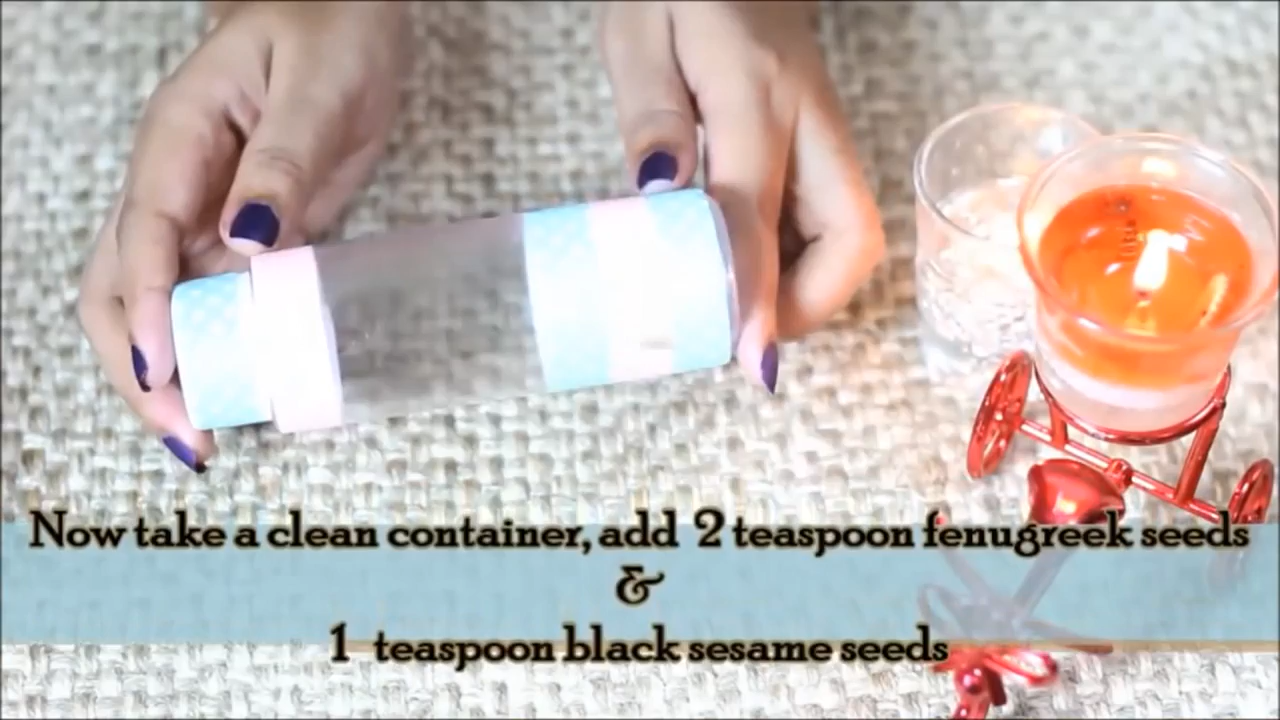 Now take a clean container, add 2 teaspoon fenugreek seeds
&
1 teaspoon black sesame seeds